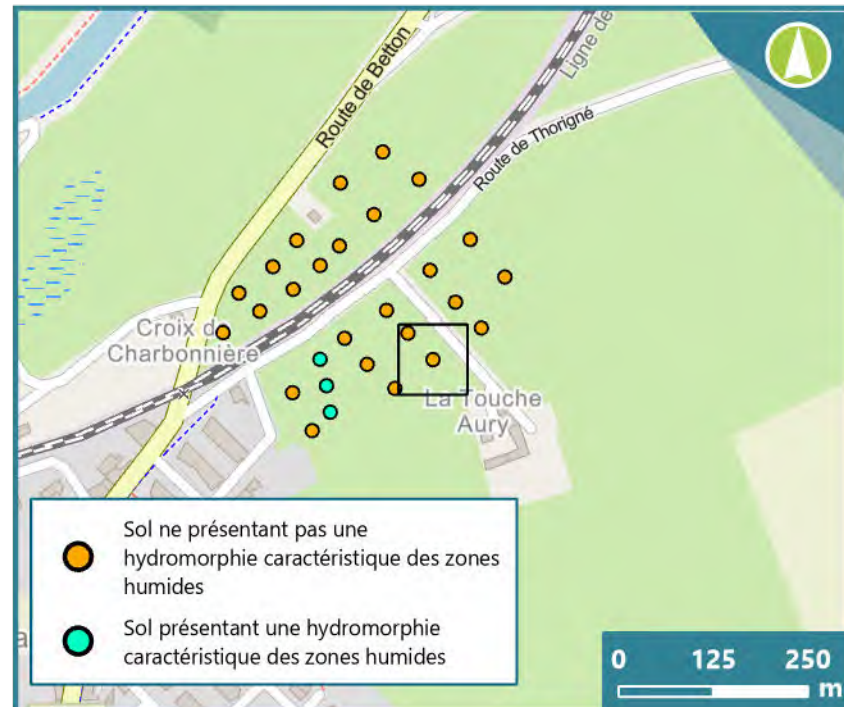 Ligne de
Route de Betton
Route de Thorigné
Croix d
Charbonnière
La Touche
Aury
Sol ne présentant pas une
hydromorphie caractéristique des zones
humides
Sol présentant une hydromorphie
caractéristique des zones humides
0 125 250
m